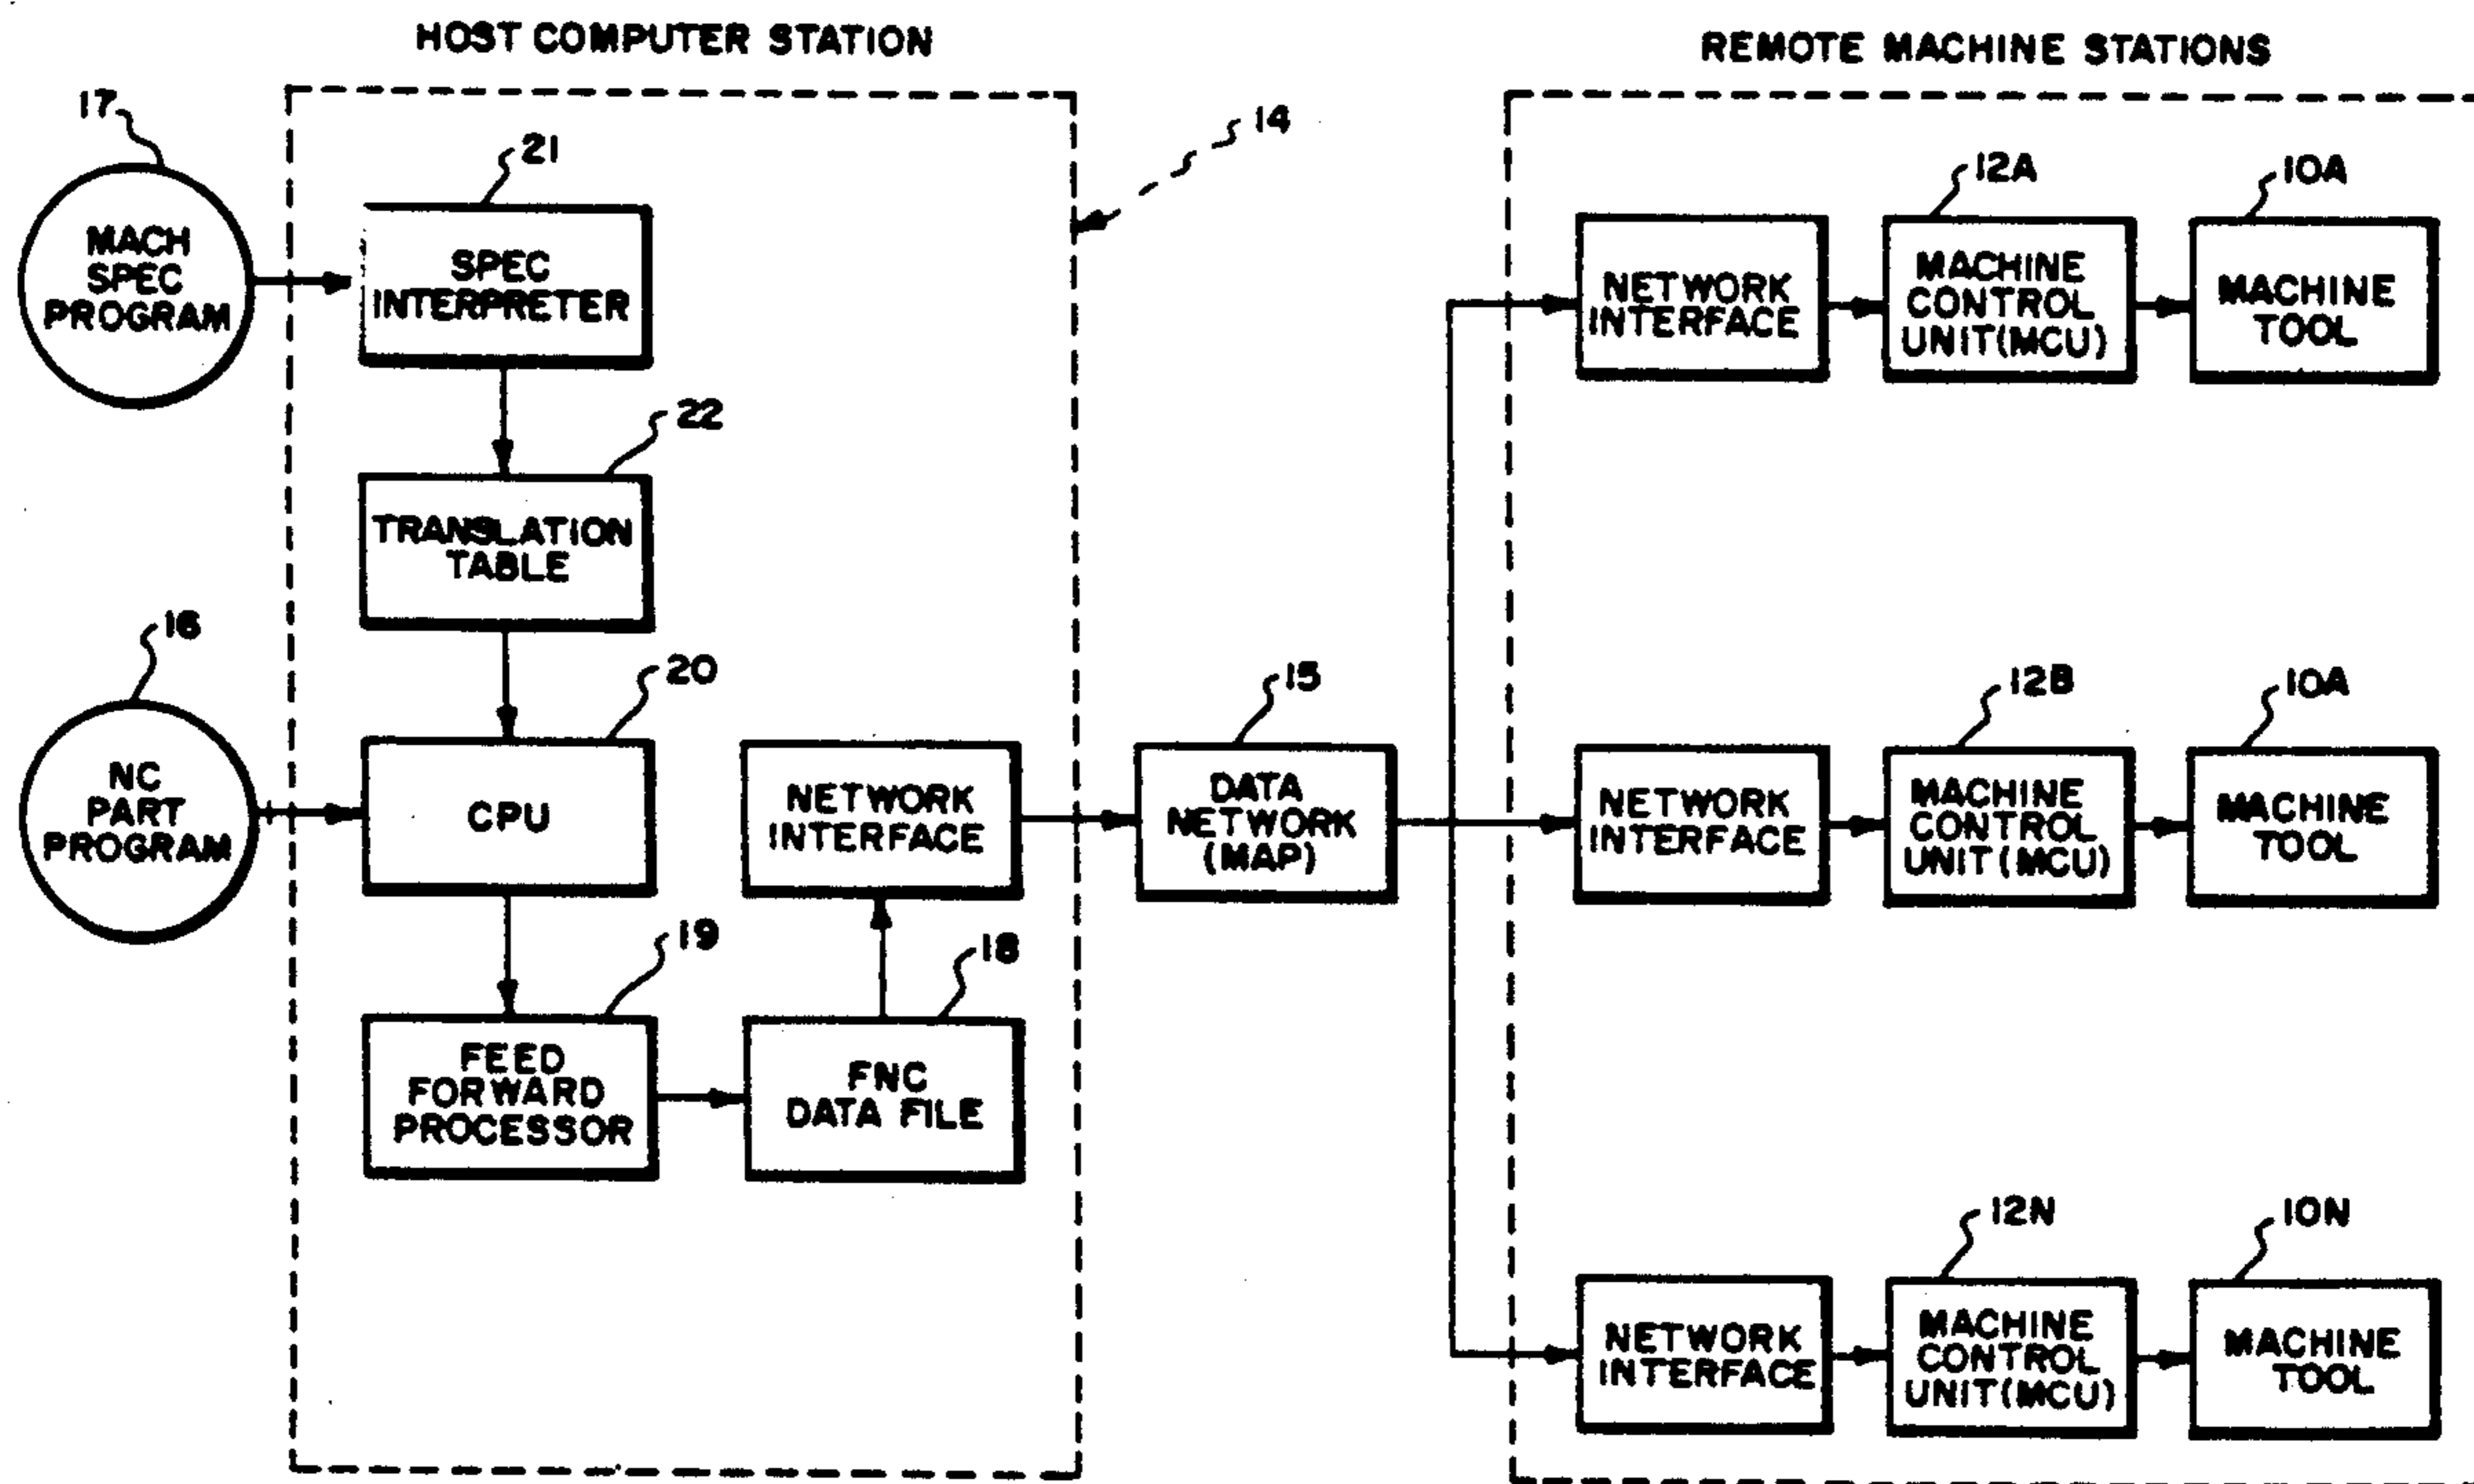 HOST COMPUTER STATION
REMOTE MACHINE STATIONS
17
MACH
SPEC
PROGRAM
21
SPEC
INTERPRETER
14
22
TRANSLATION
TABLE
16
NC
PART
PROGRAM
20
CPU
19
FEED
FORWARD
PROCESSOR
18
FNC
DATA FILE
NETWORK
INTERFACE
15
DATA
NETWORK
(MAP)
NETWORK
INTERFACE
12A
MACHINE
CONTROL
UNIT(MCU)
10A
MACHINE
TOOL
NETWORK
INTERFACE
12B
MACHINE
CONTROL
UNIT(MCU)
10A
MACHINE
TOOL
NETWORK
INTERFACE
12N
MACHINE
CONTROL
UNIT(MCU)
10N
MACHINE
TOOL